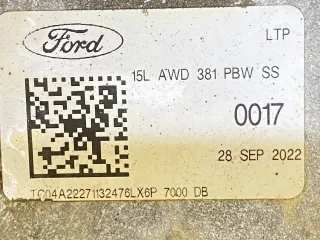 Ford
LTP
15L AWD 381 PBW SS
0017
28 SEP 2022
TC04A22271132476LX6P 7000 DB